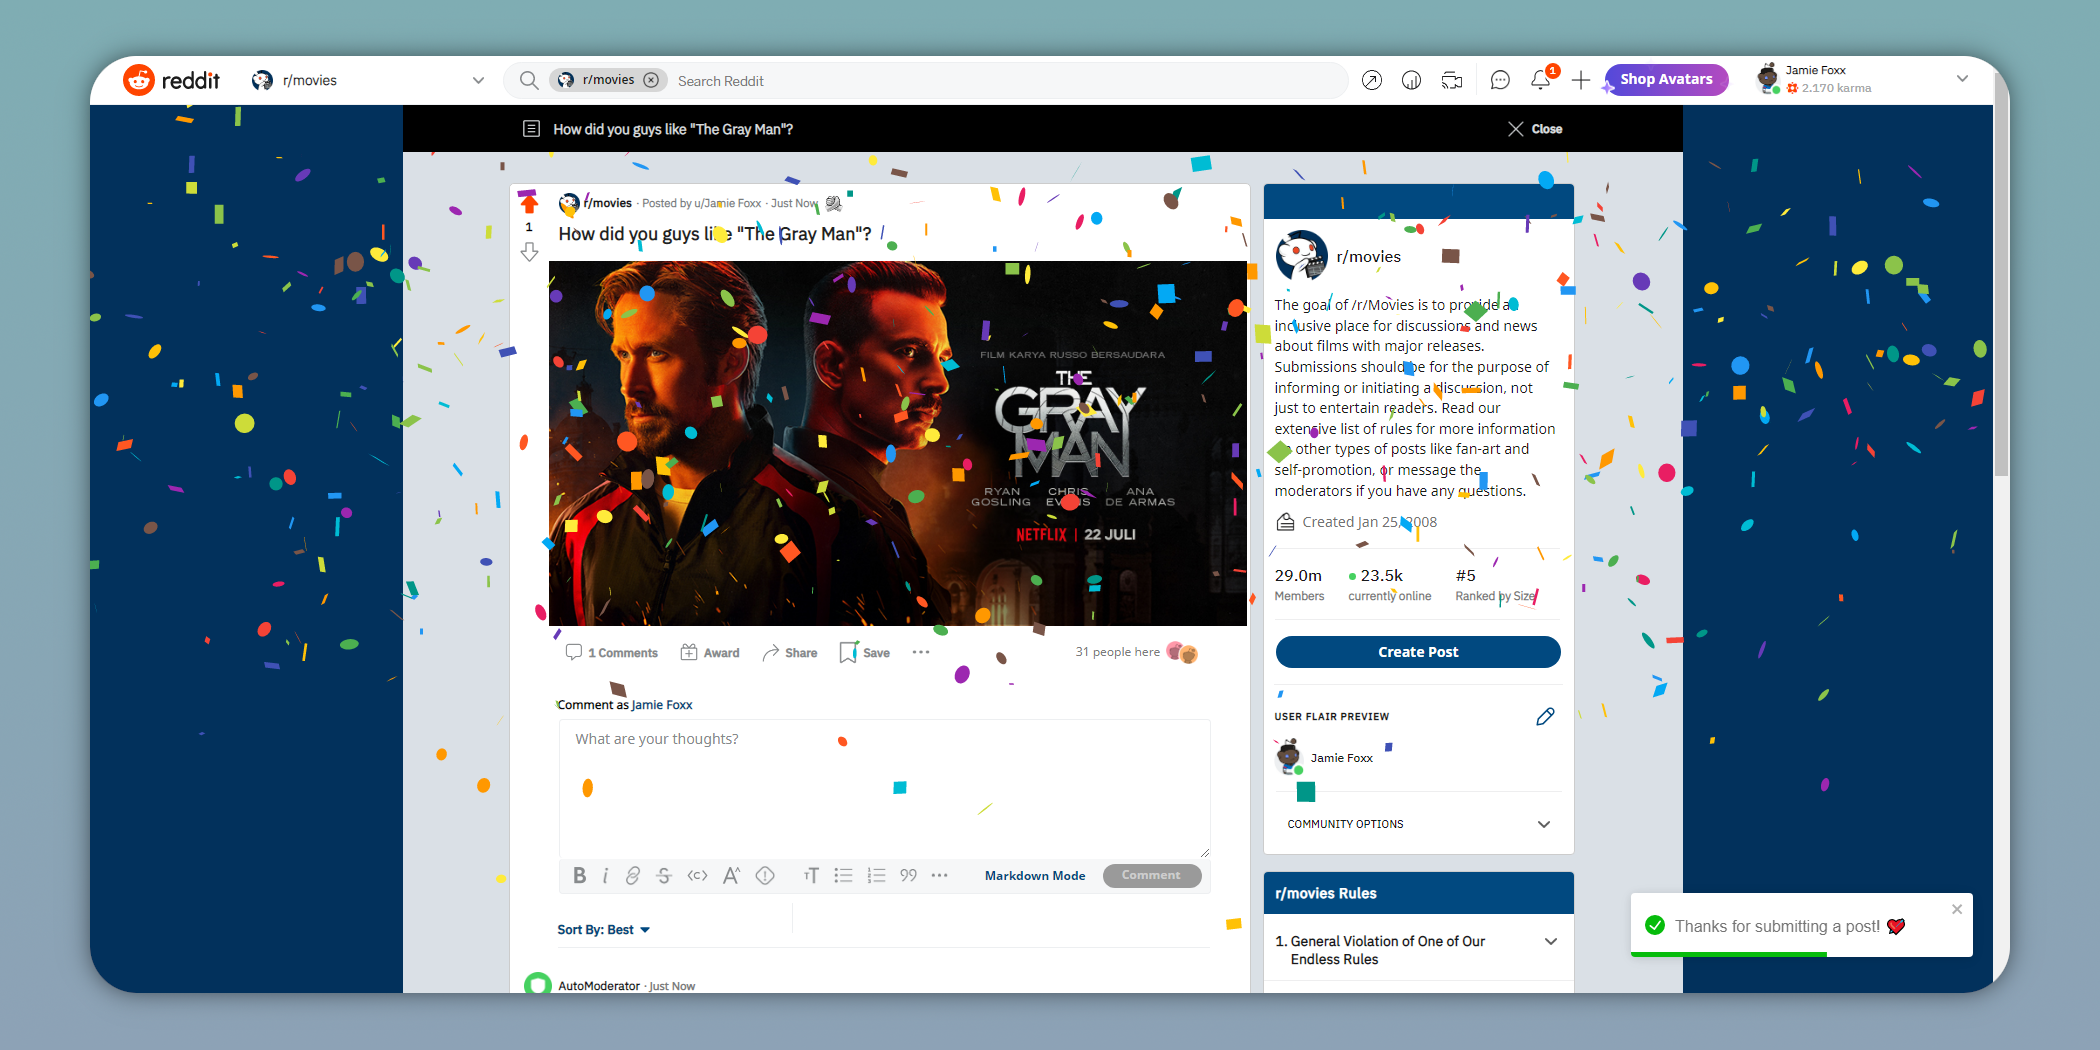 reddit
r/movies
r/movies
Search Reddit
1
Shop Avatars
Jamie Foxx
2.170 karma
How did you guys like "The Gray Man"?
Close
r/movies · Posted by u/Jamie Foxx · Just Now
1
How did you guys like "The Gray Man"?
FILM KARYA RUSSO BERSAUDARA
THE
GRAY
MAN
RYAN GOSLING
CHRIS EVANS
ANA DE ARMAS
NETFLIX | 22 JULI
1 Comments
Award
Share
Save
31 people here
Comment as Jamie Foxx
What are your thoughts?
Markdown Mode
Comment
Sort By: Best
AutoModerator · Just Now
r/movies
The goal of /r/Movies is to provide an
inclusive place for discussions and news
about films with major releases.
Submissions should be for the purpose of
informing or initiating a discussion, not
just to entertain readers. Read our
extensive list of rules for more information
on other types of posts like fan-art and
self-promotion, or message the
moderators if you have any questions.
Created Jan 25, 2008
29.0m
Members
23.5k
currently online
#5
Ranked by Size
Create Post
USER FLAIR PREVIEW
Jamie Foxx
COMMUNITY OPTIONS
r/movies Rules
1. General Violation of One of Our
Endless Rules
Thanks for submitting a post!